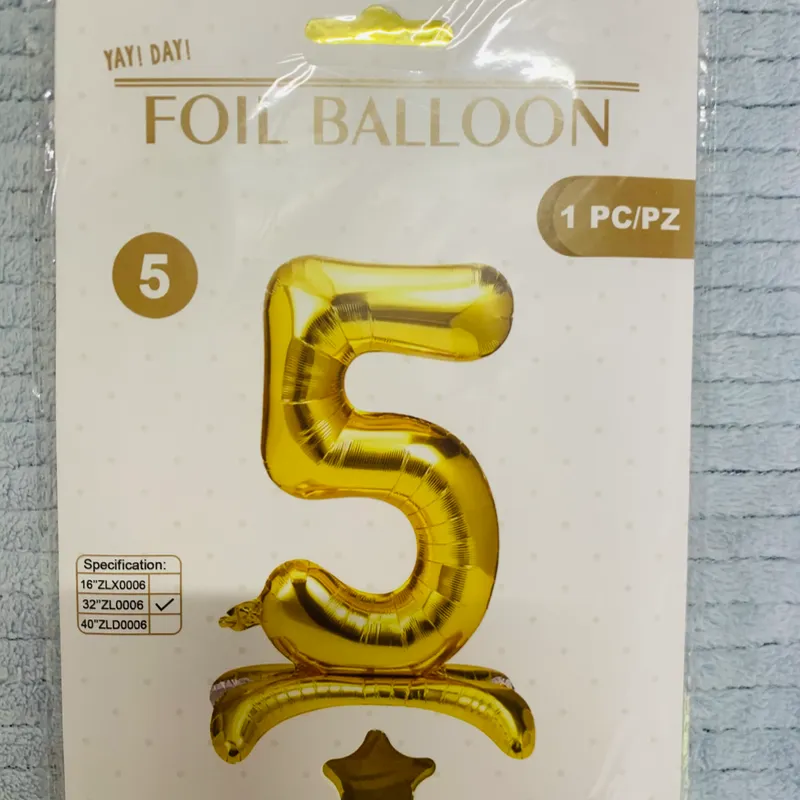 YAY! DAY!
FOIL BALLOON
1 PC/PZ
5
Specification:
16"ZLX0006
32"ZL0006 ✓
40"ZLD0006